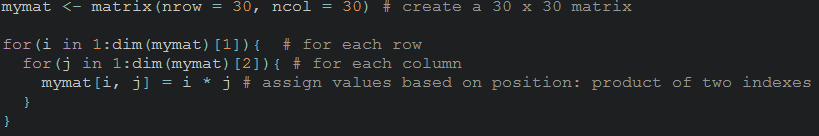 mymat <- matrix(nrow = 30, ncol = 30) # create a 30 x 30 matrix
for(i in 1:dim(mymat)[1]){  # for each row
  for(j in 1:dim(mymat)[2]){ # for each column
    mymat[i, j] = i * j # assign values based on position: product of two indexes
  }
}